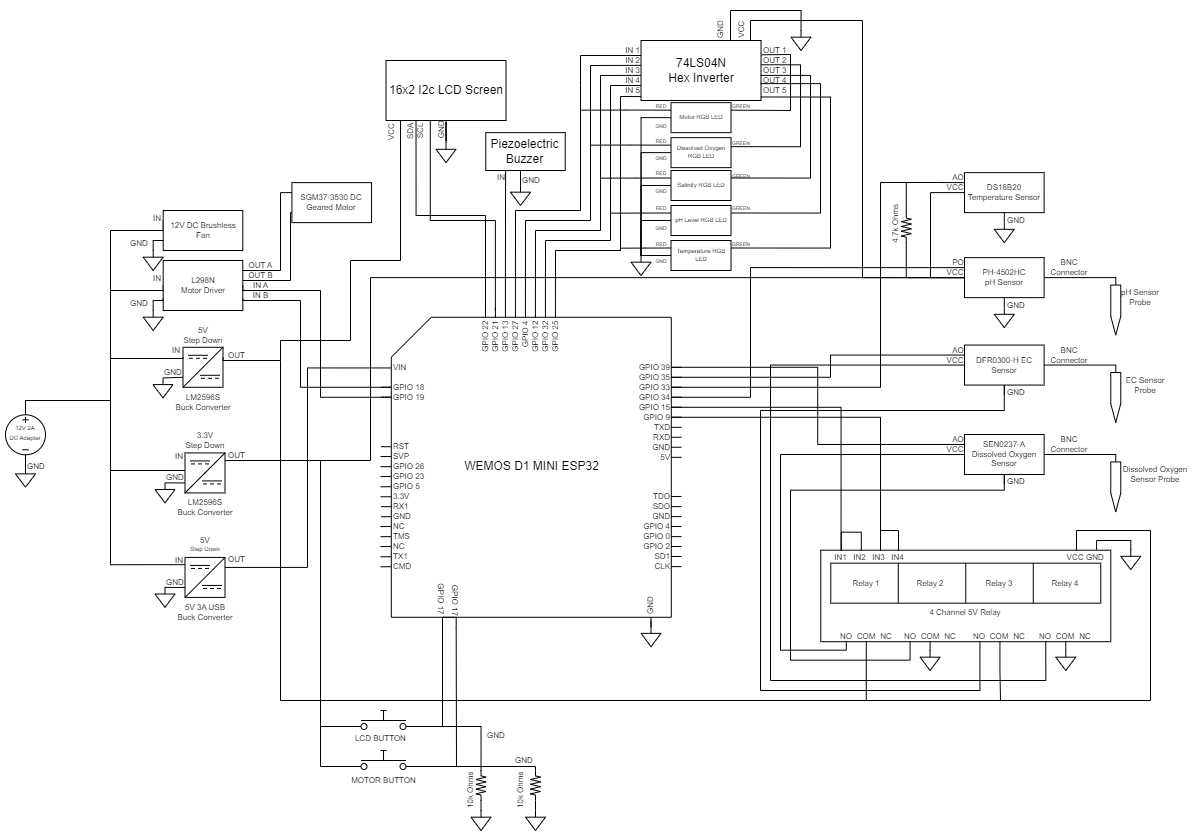 GND
VCC
IN 1
IN 2
IN 3
IN 4
IN 5
74LS04N
Hex Inverter
OUT 1
OUT 2
OUT 3
OUT 4
OUT 5
16x2 I2c LCD Screen
VCC
SDA
SCL
GND
Piezoelectric
Buzzer
IN
GND
RED
GREEN
GND
Motor RGB LED
RED
GREEN
GND
Dissolved Oxygen
RGB LED
RED
GREEN
GND
Salinity RGB LED
RED
GREEN
GND
pH Level RGB LED
RED
GREEN
GND
Temperature RGB
LED
SGM37-3530 DC
Geared Motor
IN
12V DC Brushless
Fan
GND
IN
L298N
Motor Driver
GND
OUT A
OUT B
IN A
IN B
5V
Step Down
IN
OUT
GND
LM2596S
Buck Converter
12V 2A
DC Adapter
GND
3.3V
Step Down
IN
OUT
GND
LM2596S
Buck Converter
5V
Step Down
IN
OUT
GND
5V 3A USB
Buck Converter
GPIO 22
GPIO 21
GPIO 13
GPIO 27
GPIO 4
GPIO 12
GPIO 32
GPIO 25
VIN
GPIO 18
GPIO 19
RST
SVP
GPIO 26
GPIO 23
GPIO 5
3.3V
RX1
GND
NC
TMS
NC
TX1
CMD
WEMOS D1 MINI ESP32
GPIO 39
GPIO 35
GPIO 33
GPIO 34
GPIO 15
GPIO 9
TXD
RXD
GND
5V
TDO
SDO
GND
GPIO 4
GPIO 0
GPIO 2
SD1
CLK
GPIO 17
GPIO 17
GND
4.7k Ohms
AO
VCC
DS18B20
Temperature Sensor
GND
PO
VCC
PH-4502HC
pH Sensor
GND
BNC
Connector
pH Sensor
Probe
AO
VCC
DFR0300-H EC
Sensor
GND
BNC
Connector
EC Sensor
Probe
AO
VCC
SEN0237-A
Dissolved Oxygen
Sensor
GND
BNC
Connector
Dissolved Oxygen
Sensor Probe
IN1
IN2
IN3
IN4
VCC GND
Relay 1
Relay 2
Relay 3
Relay 4
4 Channel 5V Relay
NO COM NC
NO COM NC
NO COM NC
NO COM NC
LCD BUTTON
GND
MOTOR BUTTON
GND
10k Ohms
10k Ohms